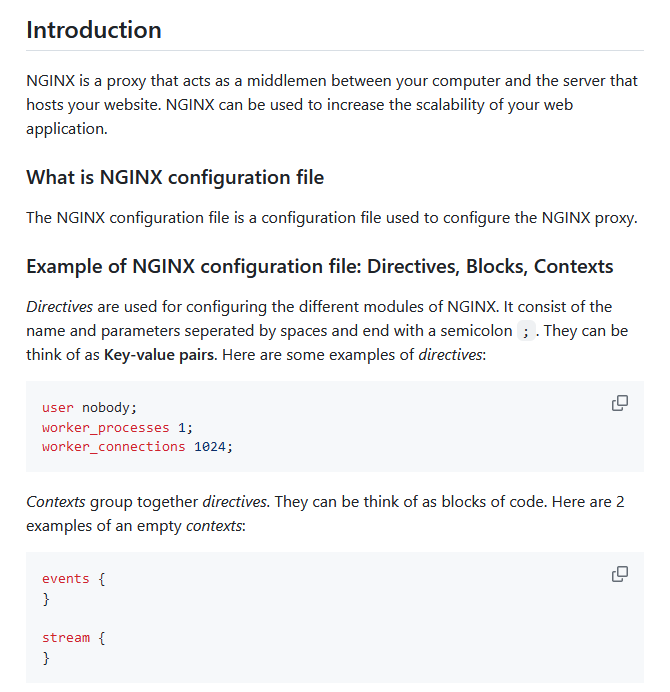 Introduction
NGINX is a proxy that acts as a middlemen between your computer and the server that
hosts your website. NGINX can be used to increase the scalability of your web
application.
What is NGINX configuration file
The NGINX configuration file is a configuration file used to configure the NGINX proxy.
Example of NGINX configuration file: Directives, Blocks, Contexts
Directives are used for configuring the different modules of NGINX. It consist of the
name and parameters seperated by spaces and end with a semicolon ; . They can be
think of as Key-value pairs. Here are some examples of directives:
user nobody;
worker_processes 1;
worker_connections 1024;
Contexts group together directives. They can be think of as blocks of code. Here are 2
examples of an empty contexts:
events {
}
stream {
}